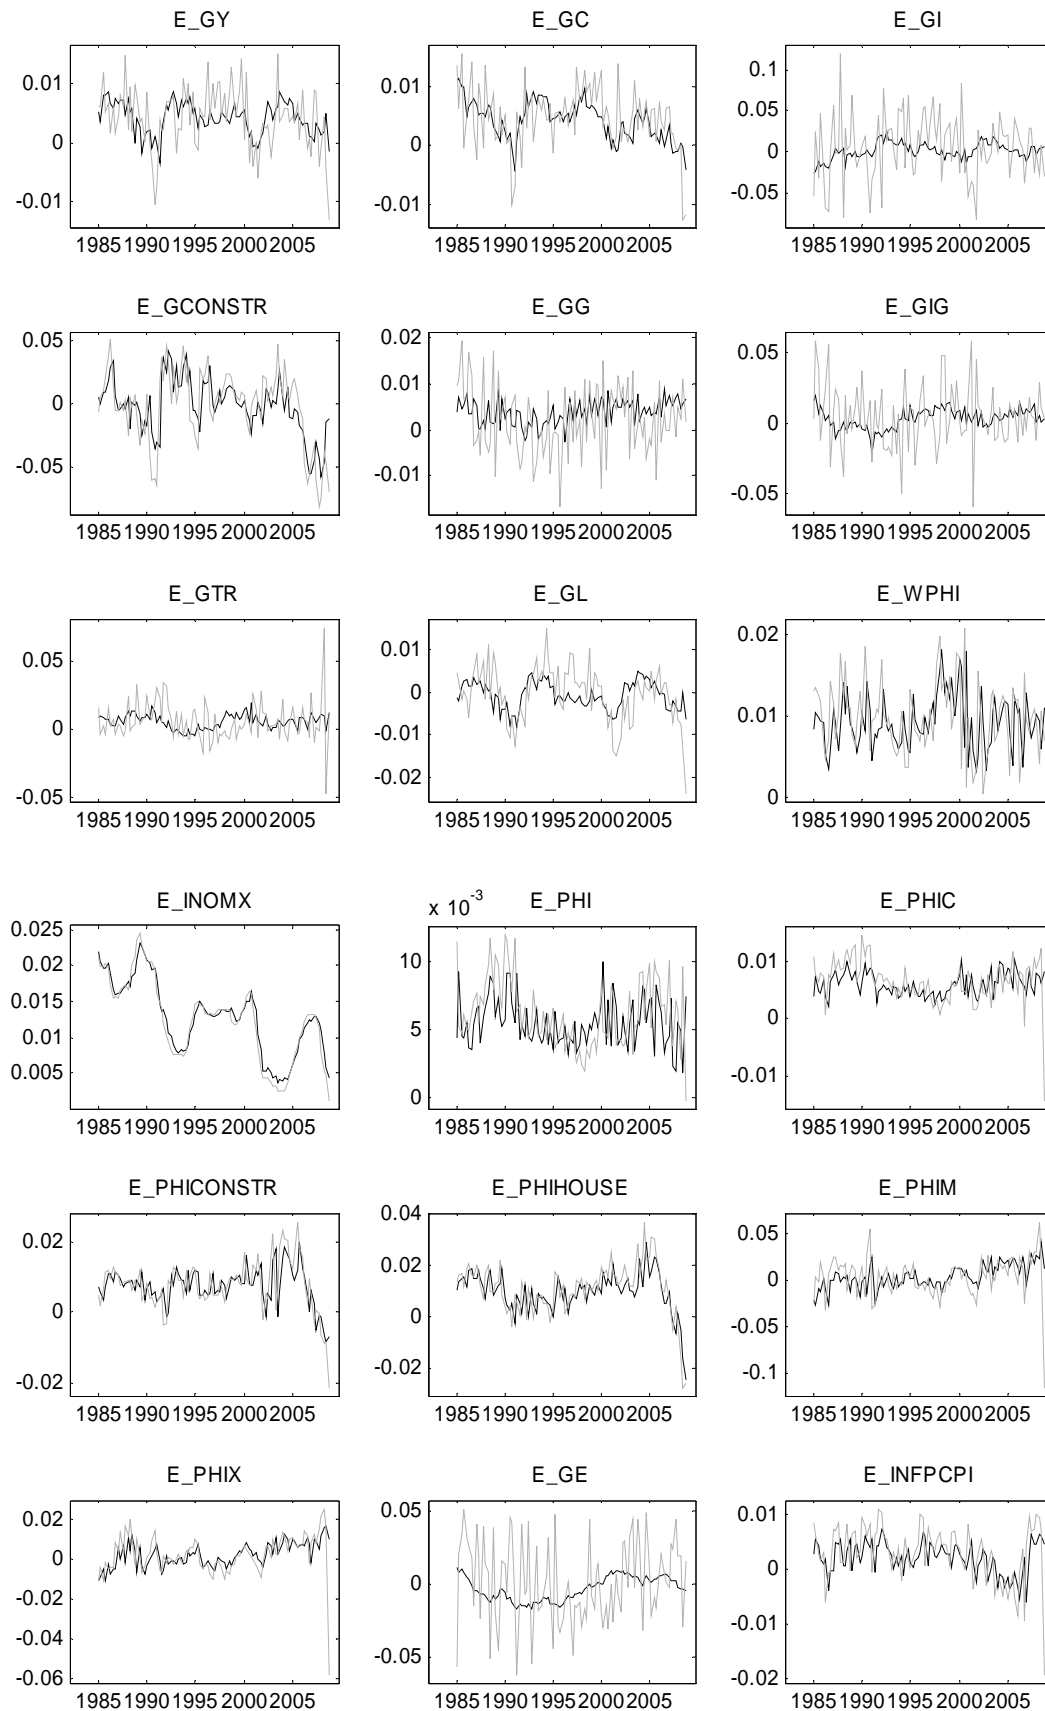 E_GY E_GC E_GI
0.01 0.01 0.1
0.05
0 0 0
-0.05
-0.01 -0.01
1985 1990 1995 2000 2005 1985 1990 1995 2000 2005 1985 1990 1995 2000 2005
E_GCONSTR E_GG E_GIG
0.05 0.02 0.05
0.01
0 0 0
-0.05 -0.01 -0.05
1985 1990 1995 2000 2005 1985 1990 1995 2000 2005 1985 1990 1995 2000 2005
E_GTR E_GL E_WPHI
0.05 0.01 0.02
0 0 0.01
-0.01
-0.05 -0.02 0
1985 1990 1995 2000 2005 1985 1990 1995 2000 2005 1985 1990 1995 2000 2005
E_INOMX x 10-3 E_PHI E_PHIC
0.025
0.02 10 0.01
0.015 5 0
0.01
0.005 0 -0.01
1985 1990 1995 2000 2005 1985 1990 1995 2000 2005 1985 1990 1995 2000 2005
E_PHICONSTR E_PHIHOUSE E_PHIM
0.02 0.04 0.05
0.02 0
0 0 -0.05
-0.02 -0.02 -0.1
1985 1990 1995 2000 2005 1985 1990 1995 2000 2005 1985 1990 1995 2000 2005
E_PHIX E_GE E_INFPCPI
0.02 0.05 0.01
0 0 0
-0.02
-0.04 -0.05 -0.01
-0.06 -0.02
1985 1990 1995 2000 2005 1985 1990 1995 2000 2005 1985 1990 1995 2000 2005